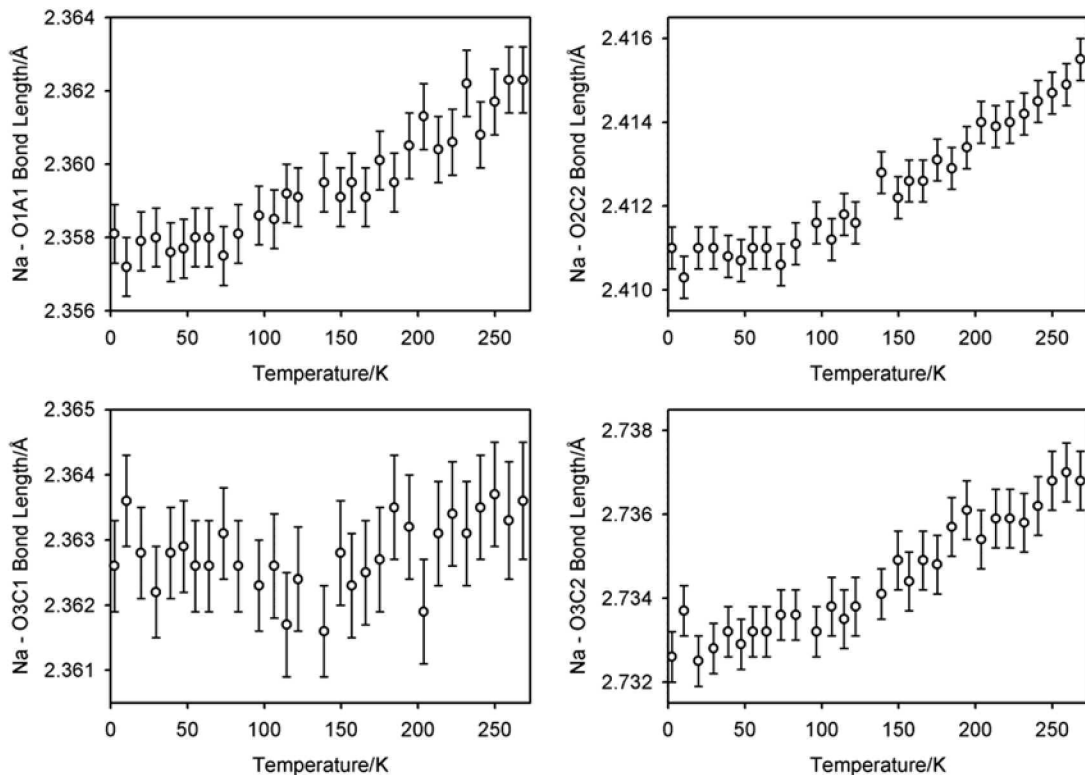 Na - O1A1 Bond Length/Å
2.364
2.362
2.360
2.358
2.356
0 50 100 150 200 250
Temperature/K
Na - O2C2 Bond Length/Å
2.416
2.414
2.412
2.410
0 50 100 150 200 250
Temperature/K
Na - O3C1 Bond Length/Å
2.365
2.364
2.363
2.362
2.361
0 50 100 150 200 250
Temperature/K
Na - O3C2 Bond Length/Å
2.738
2.736
2.734
2.732
0 50 100 150 200 250
Temperature/K